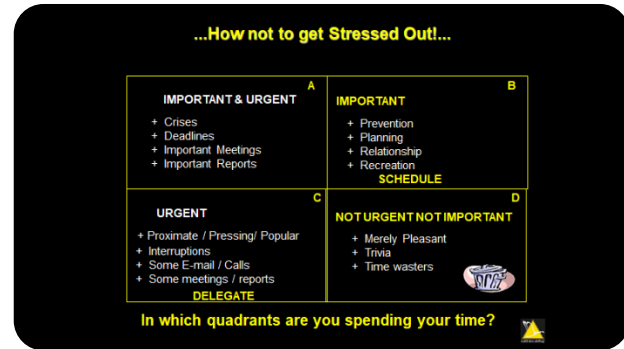 ...How not to get Stressed Out!...
A
IMPORTANT & URGENT
+ Crises
+ Deadlines
+ Important Meetings
+ Important Reports
B
IMPORTANT
+ Prevention
+ Planning
+ Relationship
+ Recreation
SCHEDULE
C
URGENT
+ Proximate / Pressing/ Popular
+ Interruptions
+ Some E-mail / Calls
+ Some meetings / reports
DELEGATE
D
NOT URGENT NOT IMPORTANT
+ Merely Pleasant
+ Trivia
+ Time wasters
In which quadrants are you spending your time?